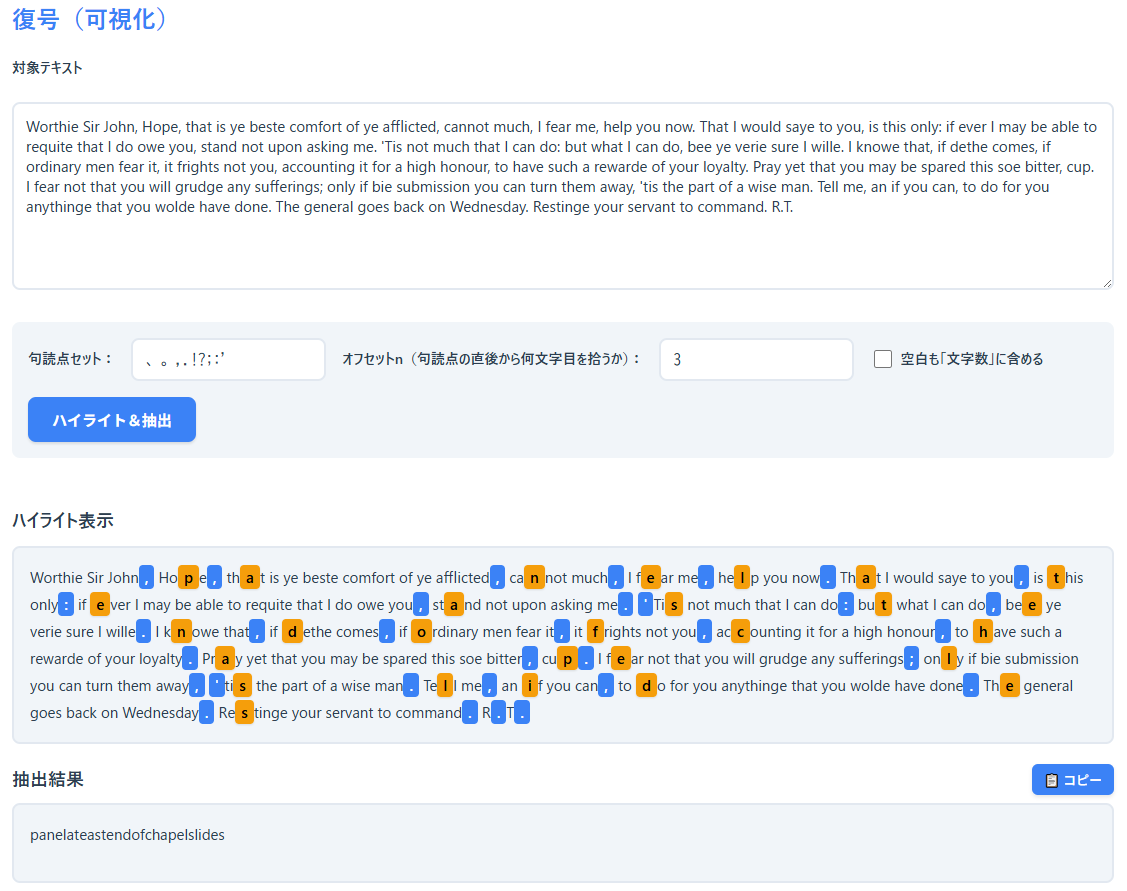 復号（可視化）
対象テキスト
Worthie Sir John, Hope, that is ye beste comfort of ye afflicted, cannot much, I fear me, help you now. That I would saye to you, is this only: if ever I may be able to
requite that I do owe you, stand not upon asking me. 'Tis not much that I can do: but what I can do, bee ye verie sure I wille. I knowe that, if dethe comes, if
ordinary men fear it, it frights not you, accounting it for a high honour, to have such a rewarde of your loyalty. Pray yet that you may be spared this soe bitter, cup.
I fear not that you will grudge any sufferings; only if bie submission you can turn them away, 'tis the part of a wise man. Tell me, an if you can, to do for you
anythinge that you wolde have done. The general goes back on Wednesday. Restinge your servant to command. R.T.
句読点セット： 、。,.!?;:' オフセットn（句読点の直後から何文字目を拾うか）： 3 空白も「文字数」に含める
ハイライト＆抽出
ハイライト表示
Worthie Sir John, Hope, that is ye beste comfort of ye afflicted, cannot much, I fear me, help you now. That I would saye to you, is this
only: if ever I may be able to requite that I do owe you, stand not upon asking me. 'Tis not much that I can do: but what I can do, bee ye
verie sure I wille. I knowe that, if dethe comes, if ordinary men fear it, it frights not you, accounting it for a high honour, to have such a
rewarde of your loyalty. Pray yet that you may be spared this soe bitter, cup. I fear not that you will grudge any sufferings; only if bie submission
you can turn them away, 'tis the part of a wise man. Tell me, an if you can, to do for you anythinge that you wolde have done. The general
goes back on Wednesday. Restinge your servant to command. R.T.
抽出結果
📋 コピー
panelateastendofchapelslides